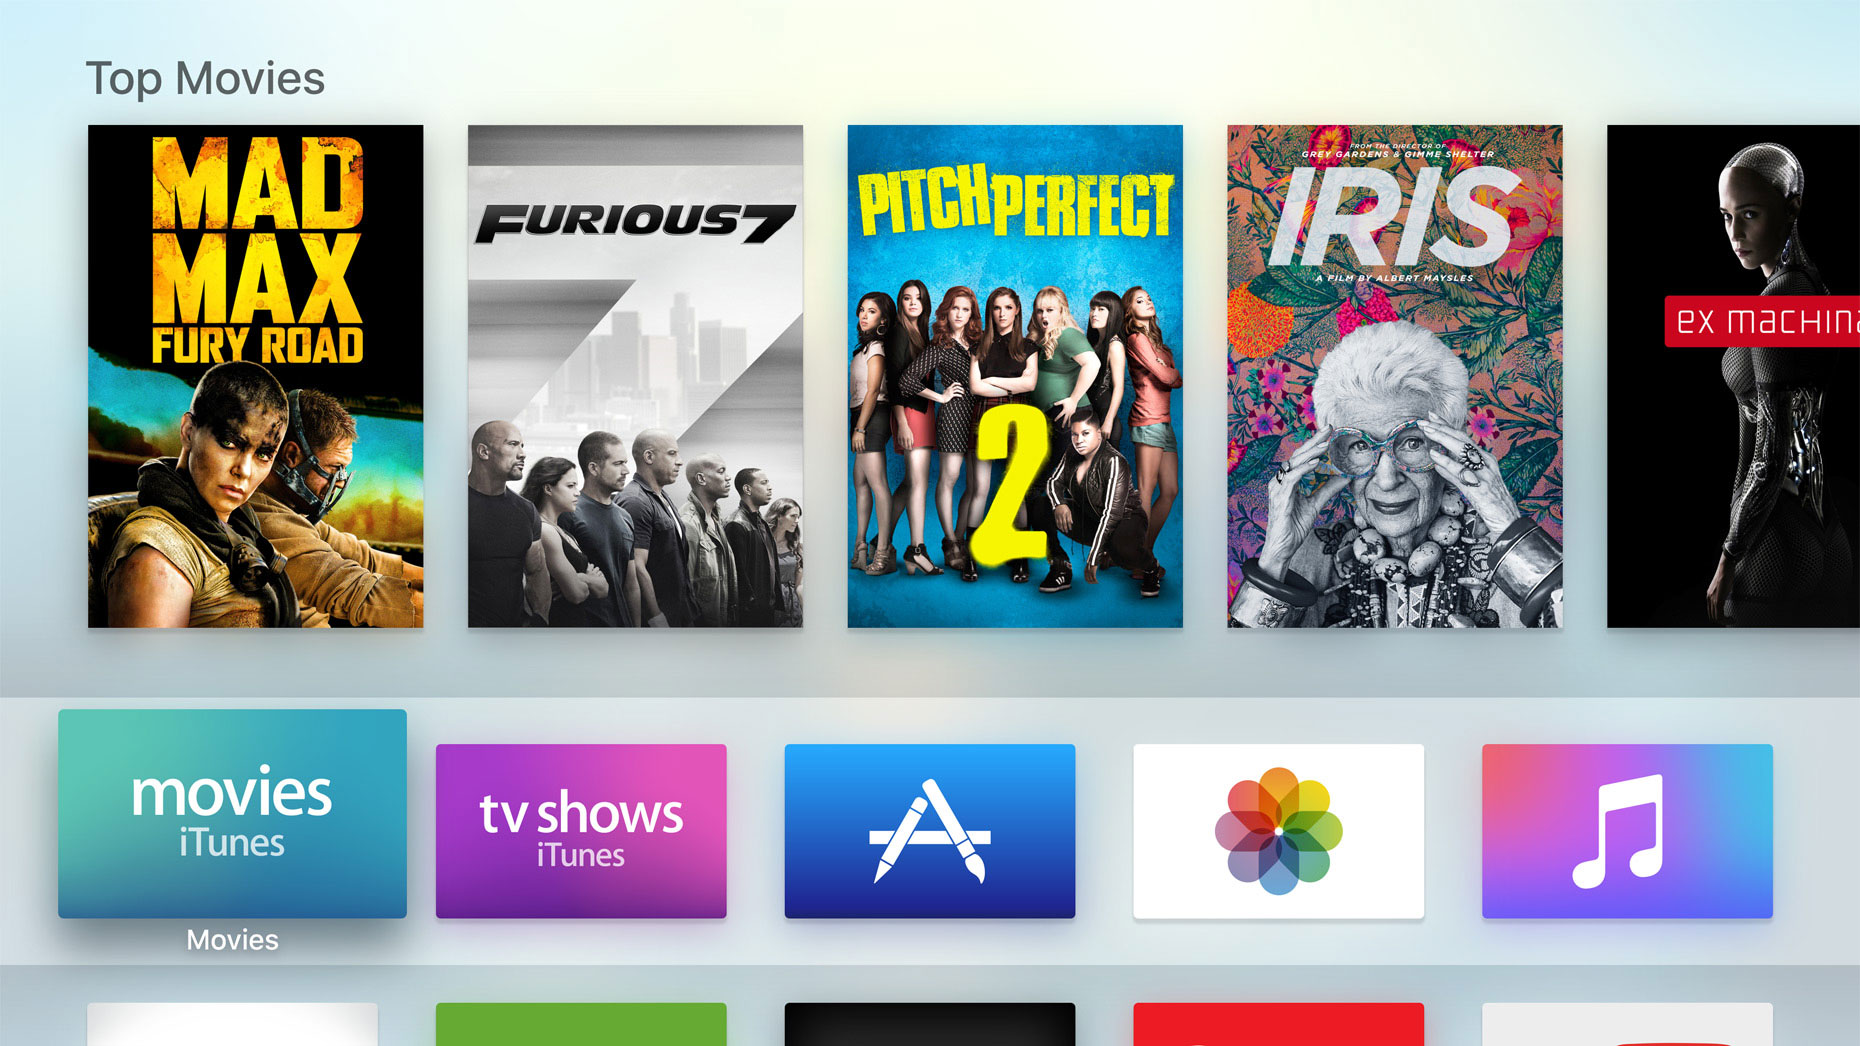 Top Movies
MAD
MAX
FURY ROAD
FURIOUS 7
PITCH PERFECT
2
FROM THE DIRECTOR OF
GREY GARDENS & GIMME SHELTER
IRIS
A FILM BY ALBERT MAYSLES
ex machina
movies
iTunes
tv shows
iTunes
Movies